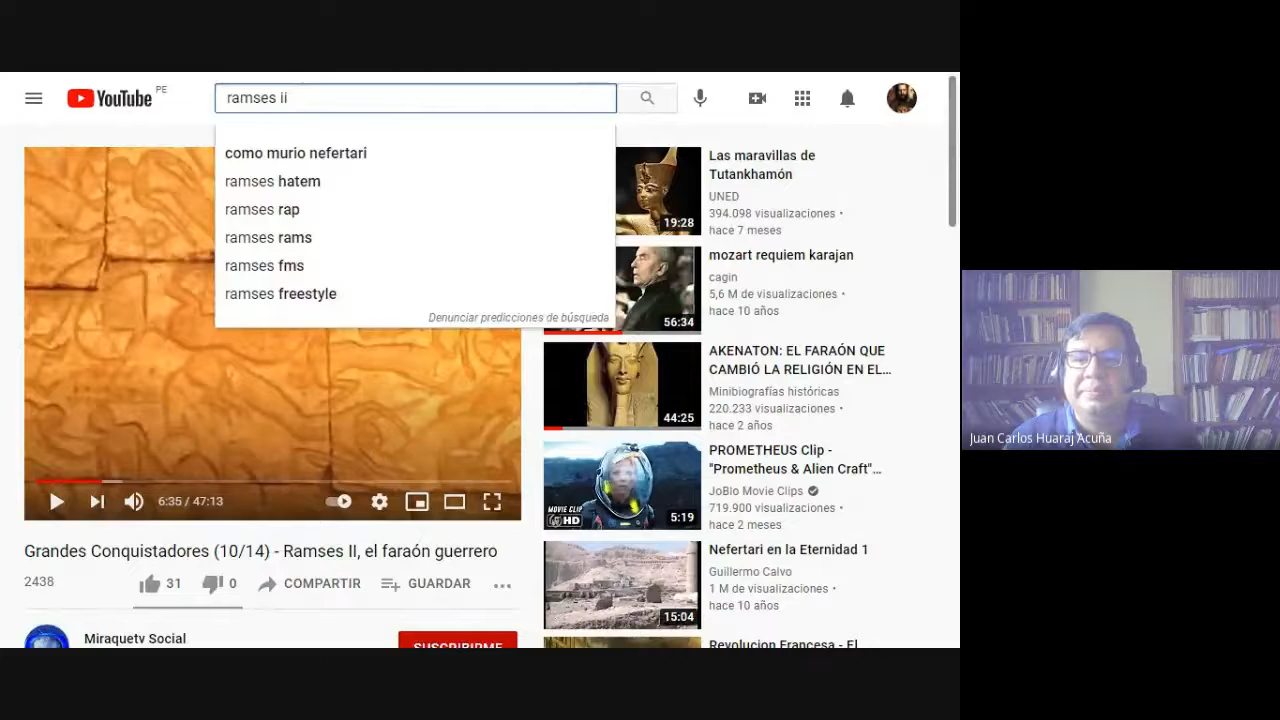 YouTube PE
ramses ii
como murio nefertari
ramses hatem
ramses rap
ramses rams
ramses fms
ramses freestyle
Denunciar predicciones de búsqueda
6:35 / 47:13
Grandes Conquistadores (10/14) - Ramses II, el faraón guerrero
2438
31
0
COMPARTIR
GUARDAR
Miraquetv Social
SUSCRIBIRME
19:28
Las maravillas de
Tutankhamón
UNED
394.098 visualizaciones •
hace 7 meses
56:34
mozart requiem karajan
cagin
5,6 M de visualizaciones •
hace 10 años
44:25
AKENATON: EL FARAÓN QUE
CAMBIÓ LA RELIGIÓN EN EL...
Minibiografías históricas
220.233 visualizaciones •
hace 2 años
MOVIE CLIP
HD
5:19
PROMETHEUS Clip -
"Prometheus & Alien Craft"...
JoBlo Movie Clips
719.900 visualizaciones •
hace 2 meses
15:04
Nefertari en la Eternidad 1
Guillermo Calvo
1 M de visualizaciones •
hace 10 años
Revolucion Francesa - El
Juan Carlos Huaraj Acuña